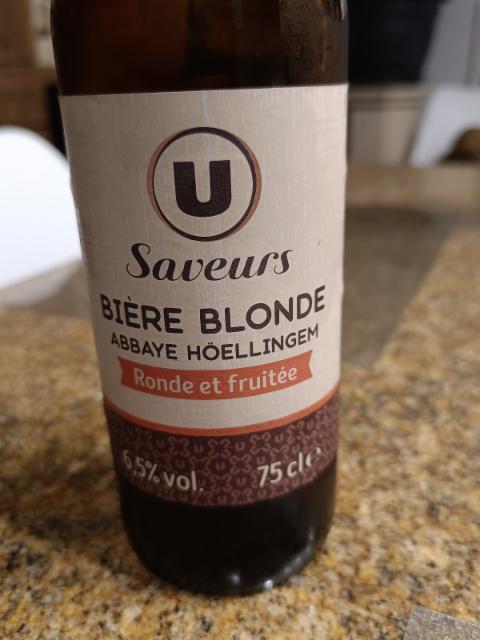 U
Saveurs
BIÈRE BLONDE
ABBAYE HÖELLINGEM
Ronde et fruitée
6,5% vol. 75 cl e